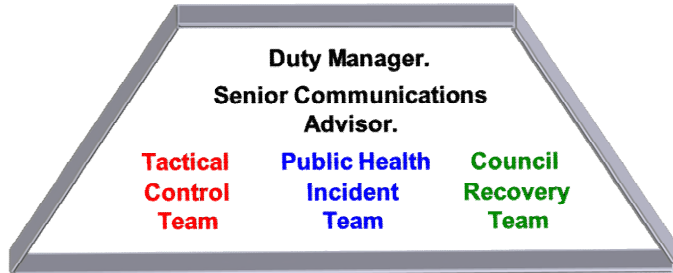 Duty Manager.
Senior Communications
Advisor.
Tactical
Control
Team
Public Health
Incident
Team
Council
Recovery
Team